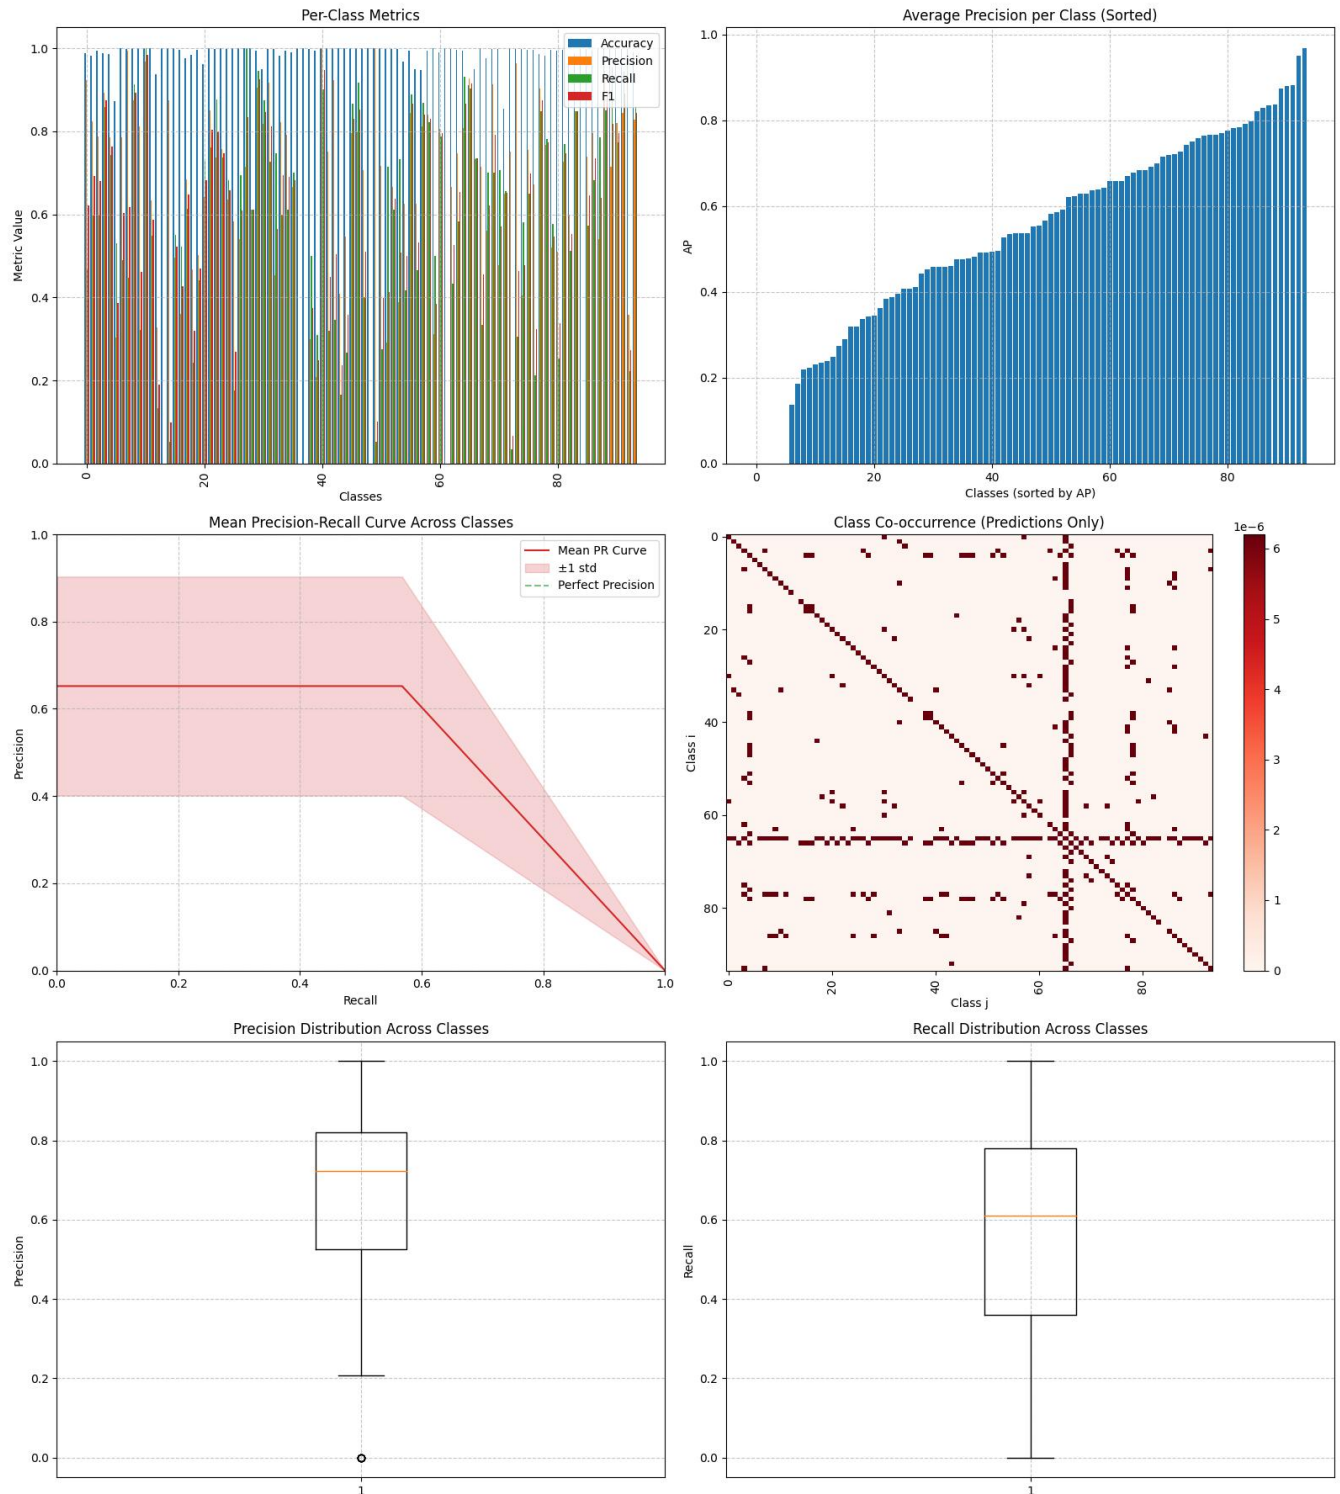 Per-Class Metrics
1.0
0.8
0.6
0.4
0.2
0.0
Metric Value
0
20
40
60
80
Classes
Accuracy
Precision
Recall
F1
Average Precision per Class (Sorted)
1.0
0.8
0.6
0.4
0.2
0.0
AP
0
20
40
60
80
Classes (sorted by AP)
Mean Precision-Recall Curve Across Classes
1.0
0.8
0.6
0.4
0.2
0.0
Precision
0.0
0.2
0.4
0.6
0.8
1.0
Recall
Mean PR Curve
±1 std
Perfect Precision
Class Co-occurrence (Predictions Only)
0
20
40
60
80
Class i
0
20
40
60
80
Class j
1e−6
6
5
4
3
2
1
0
Precision Distribution Across Classes
1.0
0.8
0.6
0.4
0.2
0.0
Precision
1
Recall Distribution Across Classes
1.0
0.8
0.6
0.4
0.2
0.0
Recall
1